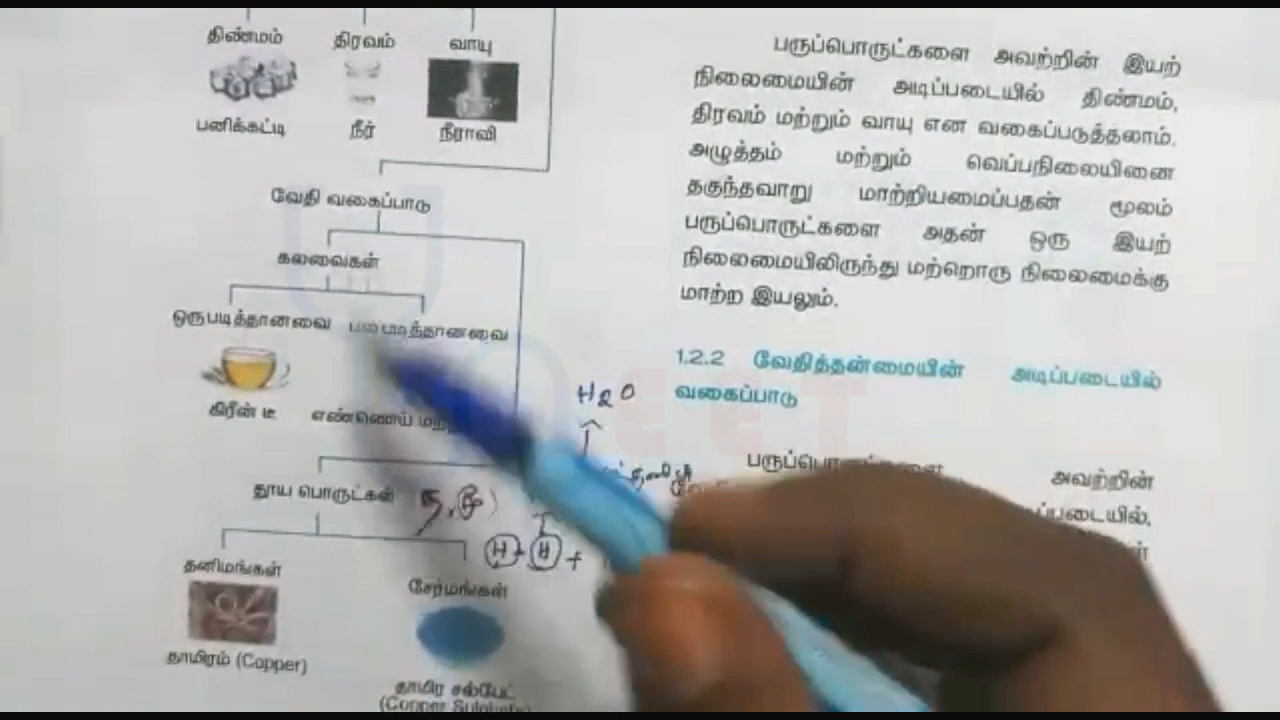 திண்மம் திரவம் வாயு
பனிக்கட்டி நீர் நீராவி
வேதி வகைப்பாடு
கலவைகள்
ஒருபடித்தானவை
கிரீன் டீ எண்ணெய்
தூய பொருட்கள்
தனிமங்கள் சேர்மங்கள்
தாமிரம் (Copper)
தாமிர சல்பேட்
(Copper Sulphate)
H2O
H + H +
பருப்பொருட்களை அவற்றின் இயற்
நிலைமையின் அடிப்படையில் திண்மம்,
திரவம் மற்றும் வாயு என வகைப்படுத்தலாம்.
அழுத்தம் மற்றும் வெப்பநிலையினை
தகுந்தவாறு மாற்றியமைப்பதன் மூலம்
பருப்பொருட்களை அதன் ஒரு இயற்
நிலைமையிலிருந்து மற்றொரு நிலைமைக்கு
மாற்ற இயலும்.
1.2.2 வேதித்தன்மையின் அடிப்படையில்
வகைப்பாடு
அவற்றின்